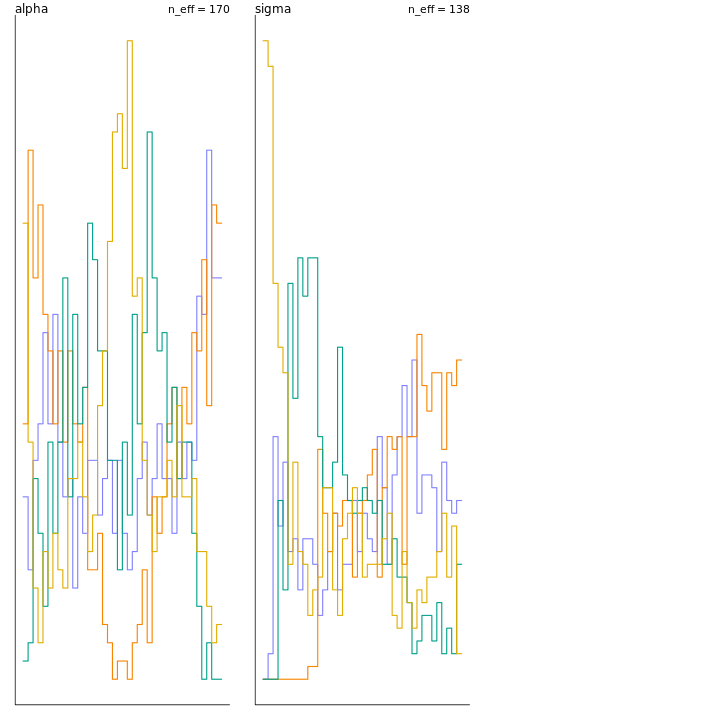 alpha n_eff = 170
sigma n_eff = 138